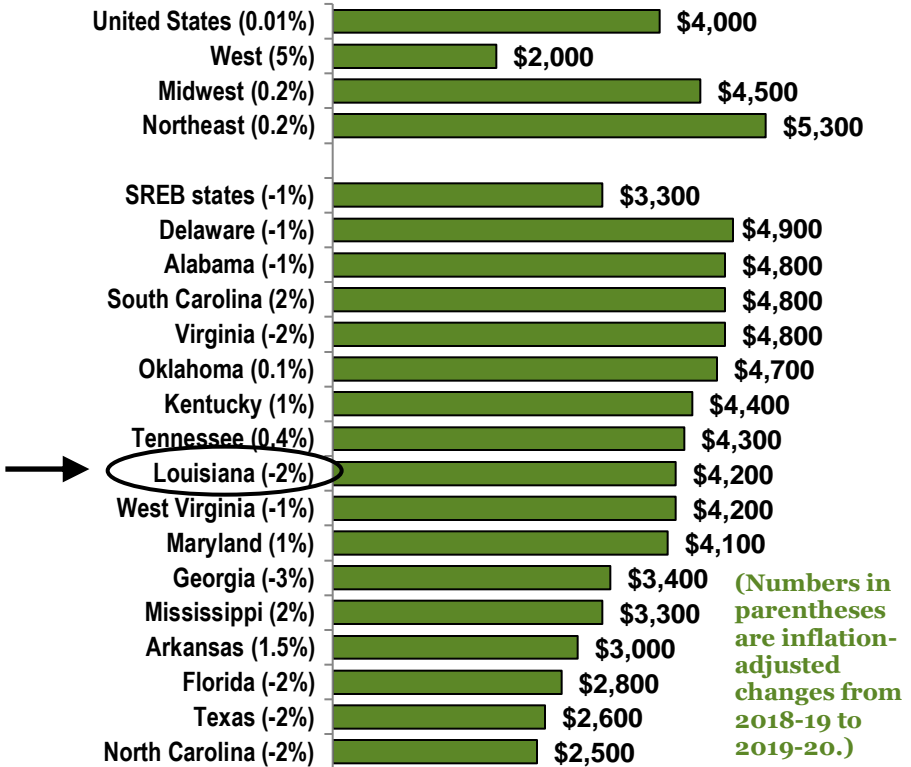 United States (0.01%) $4,000
West (5%) $2,000
Midwest (0.2%) $4,500
Northeast (0.2%) $5,300
SREB states (-1%) $3,300
Delaware (-1%) $4,900
Alabama (-1%) $4,800
South Carolina (2%) $4,800
Virginia (-2%) $4,800
Oklahoma (0.1%) $4,700
Kentucky (1%) $4,400
Tennessee (0.4%) $4,300
Louisiana (-2%) $4,200
West Virginia (-1%) $4,200
Maryland (1%) $4,100
Georgia (-3%) $3,400
Mississippi (2%) $3,300
Arkansas (1.5%) $3,000
Florida (-2%) $2,800
Texas (-2%) $2,600
North Carolina (-2%) $2,500
(Numbers in
parentheses
are inflation-
adjusted
changes from
2018-19 to
2019-20.)